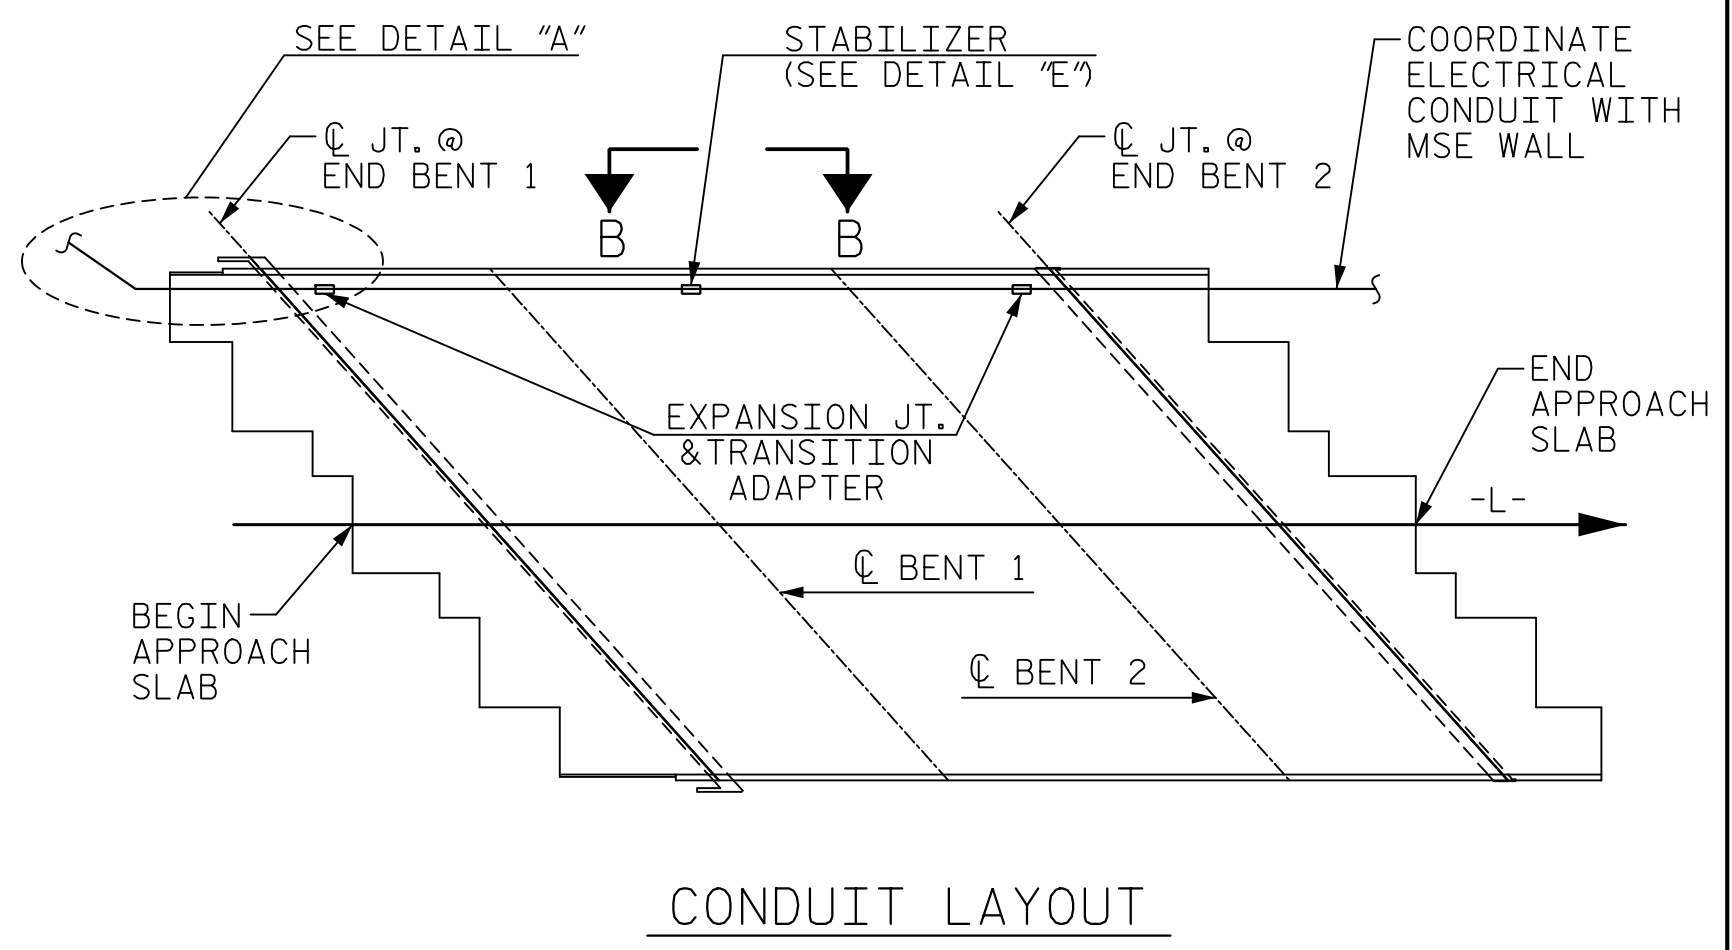 SEE DETAIL "A"
STABILIZER
(SEE DETAIL "E")
COORDINATE
ELECTRICAL
CONDUIT WITH
MSE WALL
℄ JT. @
END BENT 1
℄ JT. @
END BENT 2
B
B
EXPANSION JT.
&TRANSITION
ADAPTER
END
APPROACH
SLAB
-L-
℄ BENT 1
BEGIN
APPROACH
SLAB
℄ BENT 2
CONDUIT LAYOUT